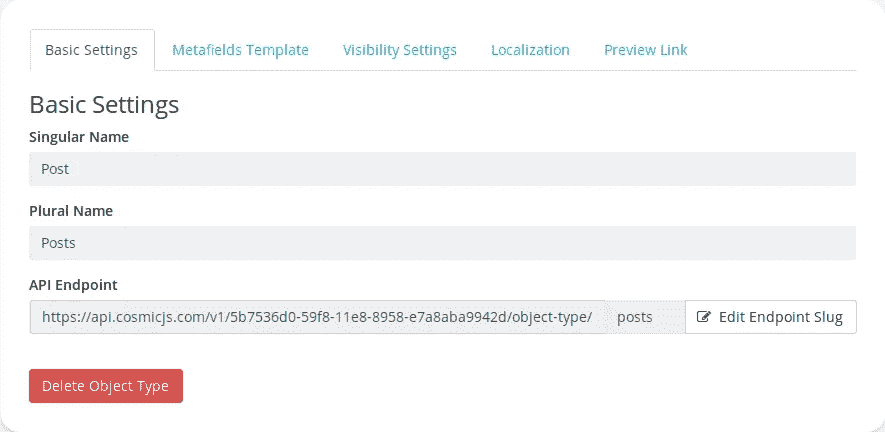 Basic Settings Metafields Template Visibility Settings Localization Preview Link
Basic Settings
Singular Name
Post
Plural Name
Posts
API Endpoint
https://api.cosmicjs.com/v1/5b7536d0-59f8-11e8-8958-e7a8aba9942d/object-type/ posts Edit Endpoint Slug
Delete Object Type